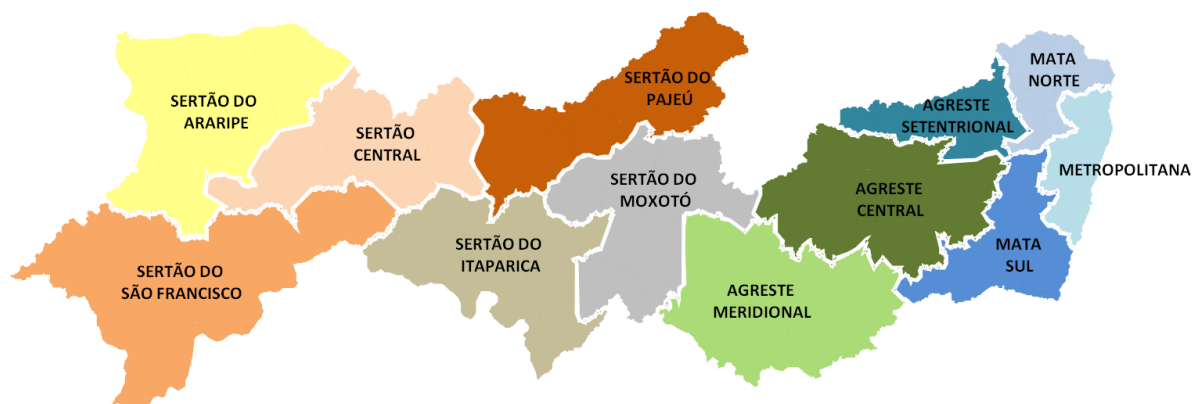 SERTÃO DO
ARARIPE
SERTÃO
CENTRAL
SERTÃO DO
PAJEÚ
AGRESTE
SETENTRIONAL
MATA
NORTE
METROPOLITANA
SERTÃO DO
MOXOTÓ
AGRESTE
CENTRAL
SERTÃO DO
SÃO FRANCISCO
SERTÃO DO
ITAPARICA
MATA
SUL
AGRESTE
MERIDIONAL